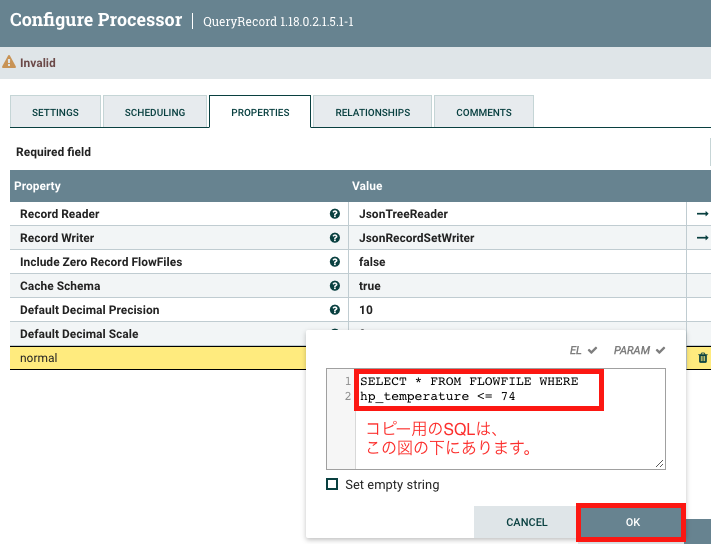 Configure Processor | QueryRecord 1.18.0.2.1.5.1-1
Invalid
SETTINGS
SCHEDULING
PROPERTIES
RELATIONSHIPS
COMMENTS
Required field
Property Value
Record Reader JsonTreeReader
Record Writer JsonRecordSetWriter
Include Zero Record FlowFiles false
Cache Schema true
Default Decimal Precision 10
Default Decimal Scale
normal
EL PARAM
1 SELECT * FROM FLOWFILE WHERE
2 hp_temperature <= 74
コピー用のSQLは、
この図の下にあります。
Set empty string
CANCEL
OK